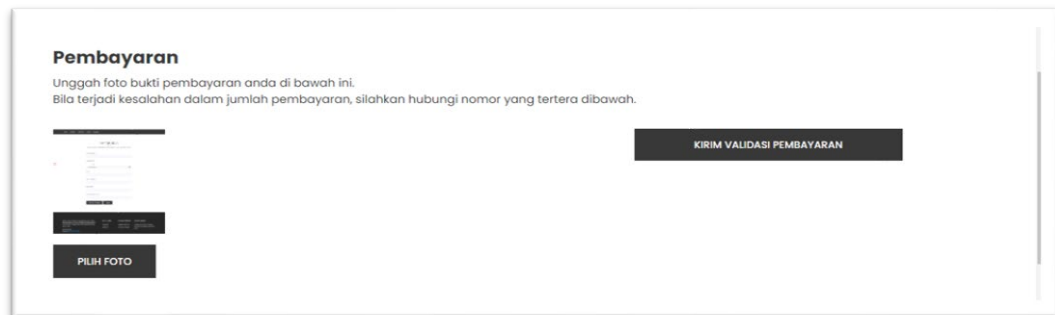 Pembayaran
Unggah foto bukti pembayaran anda di bawah ini.
Bila terjadi kesalahan dalam jumlah pembayaran, silahkan hubungi nomor yang tertera dibawah.
KIRIM VALIDASI PEMBAYARAN
PILIH FOTO